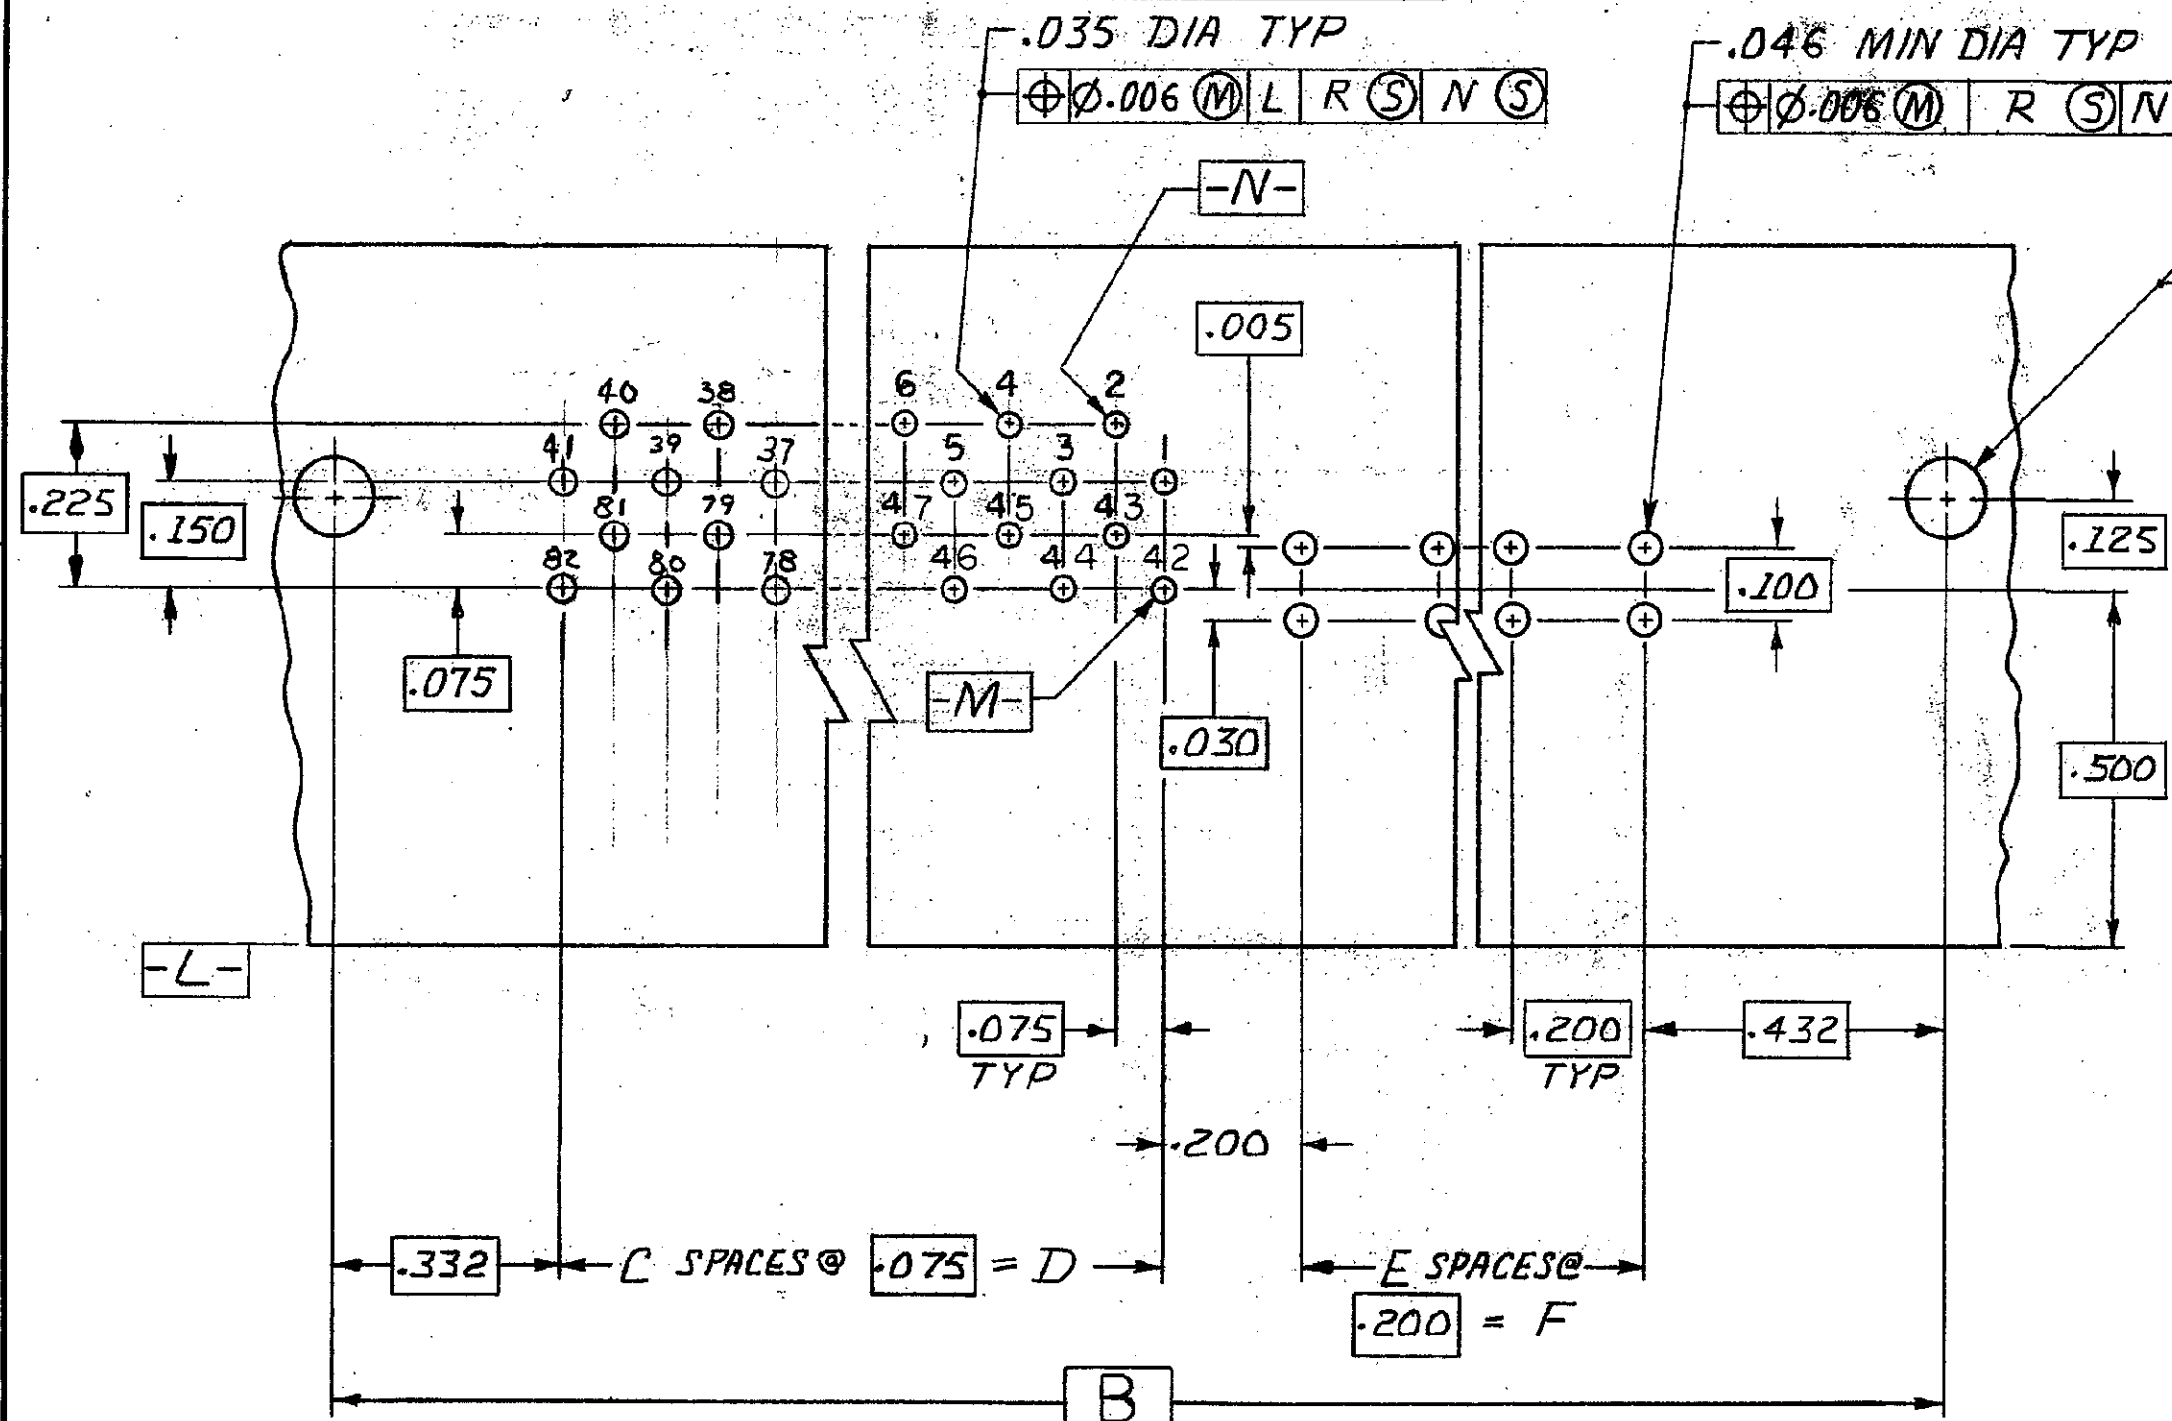 .035 DIA TYP
⌖ Ø.006 Ⓜ L R Ⓢ N Ⓢ
.046 MIN DIA TYP
⌖ Ø.006 Ⓜ R Ⓢ N
-N-
.005
40 38 6 4 2
41 39 37 5 3 1
.225
.150
81 79 47 45 43
82 80 78 46 44 42
.125
.100
.075
-M-
.030
.500
-L-
.075
TYP
.200
TYP
.432
.200
.332
C SPACES@ .075 = D
E SPACES@
.200 = F
B